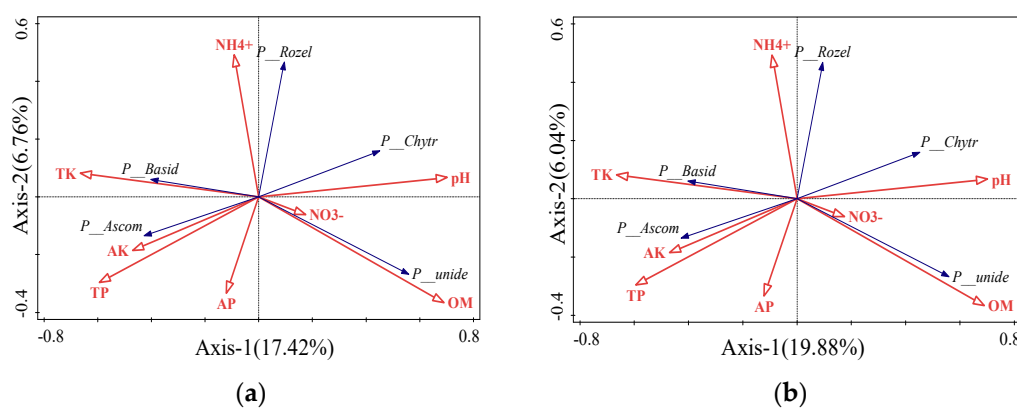 0.6
NH4+
P__Rozel
P__Chytr
TK
P__Basid
pH
NO3-
P__Ascom
AK
TP
AP
P__unide
OM
Axis-2(6.76%)
-0.4
-0.8
0.8
Axis-1(17.42%)
(a)
0.6
NH4+
P__Rozel
P__Chytr
TK
P__Basid
pH
NO3-
P__Ascom
AK
TP
AP
P__unide
OM
Axis-2(6.04%)
-0.4
-0.8
0.8
Axis-1(19.88%)
(b)